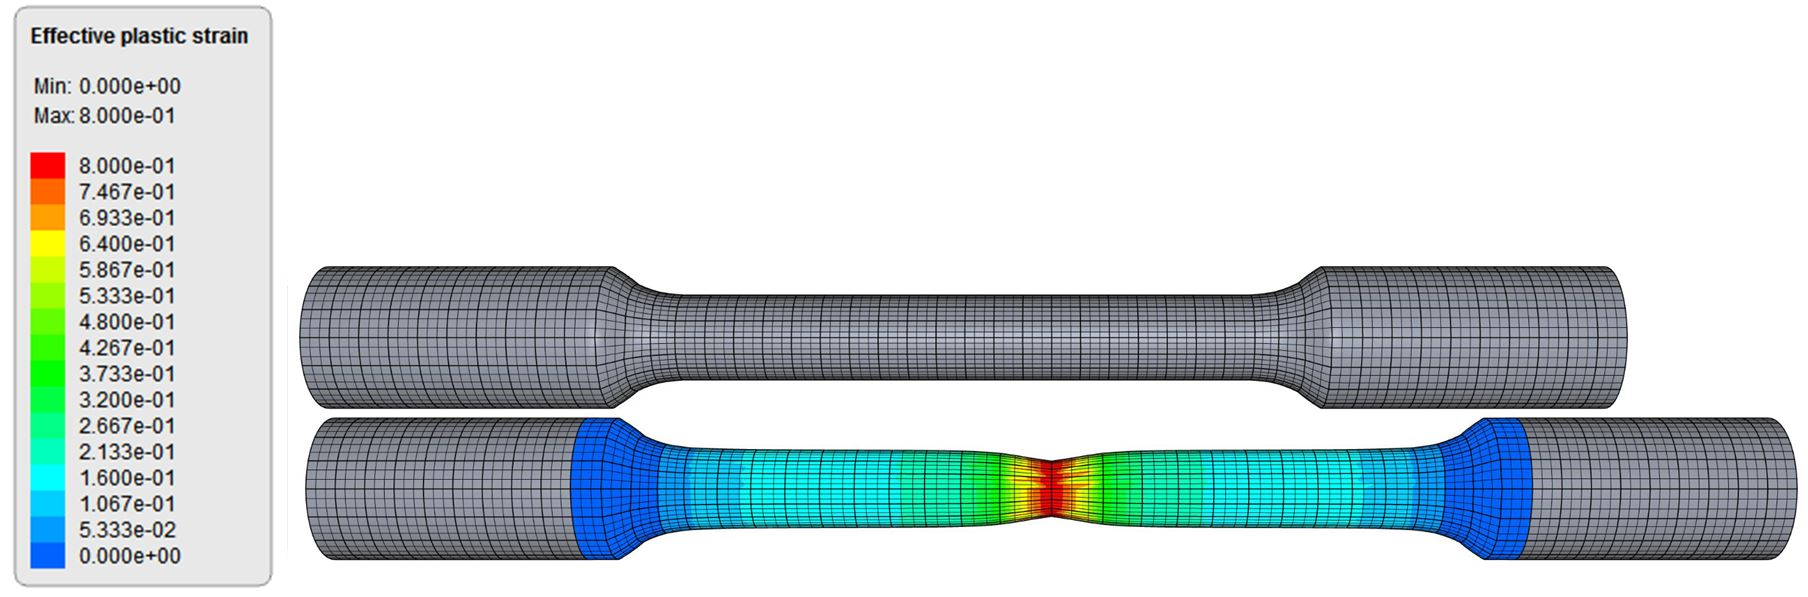 Effective plastic strain
Min: 0.000e+00
Max: 8.000e-01
8.000e-01
7.467e-01
6.933e-01
6.400e-01
5.867e-01
5.333e-01
4.800e-01
4.267e-01
3.733e-01
3.200e-01
2.667e-01
2.133e-01
1.600e-01
1.067e-01
5.333e-02
0.000e+00